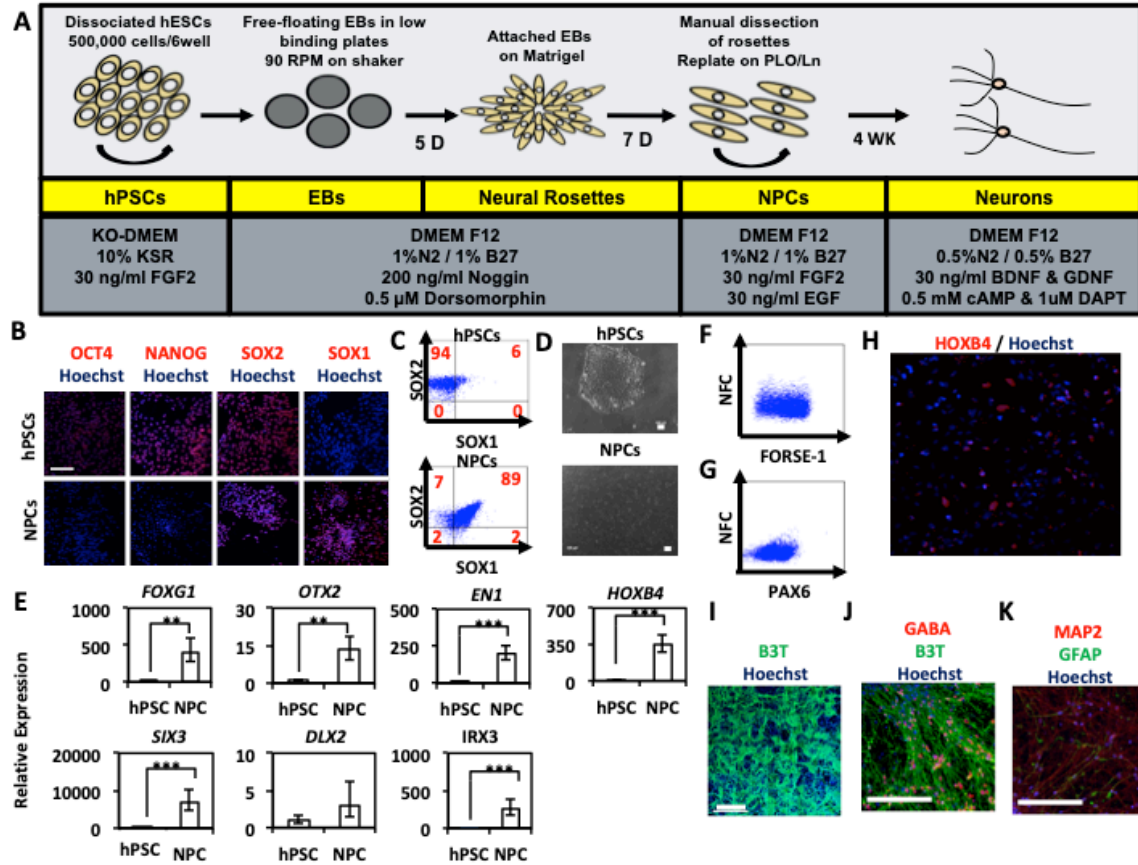 A
Dissociated hESCs
500,000 cells/6well
Free-floating EBs in low
binding plates
90 RPM on shaker
Attached EBs
on Matrigel
Manual dissection
of rosettes
Replate on PLO/Ln
5 D
7 D
4 WK
hPSCs
EBs
Neural Rosettes
NPCs
Neurons
KO-DMEM
10% KSR
30 ng/ml FGF2
DMEM F12
1%N2 / 1% B27
200 ng/ml Noggin
0.5 µM Dorsomorphin
DMEM F12
1%N2 / 1% B27
30 ng/ml FGF2
30 ng/ml EGF
DMEM F12
0.5%N2 / 0.5% B27
30 ng/ml BDNF & GDNF
0.5 mM cAMP & 1uM DAPT
B
OCT4
Hoechst
NANOG
Hoechst
SOX2
Hoechst
SOX1
Hoechst
hPSCs
NPCs
C
hPSCs
94
6
0
0
SOX2
SOX1
NPCs
7
89
2
2
SOX2
SOX1
D
hPSCs
NPCs
F
NFC
FORSE-1
G
NFC
PAX6
H
HOXB4 / Hoechst
E
Relative Expression
FOXG1
1000
500
0
**
hPSC NPC
OTX2
30
15
0
**
hPSC NPC
EN1
500
250
0
***
hPSC NPC
HOXB4
700
350
0
***
hPSC NPC
SIX3
20000
10000
0
***
hPSC NPC
DLX2
10
5
0
hPSC NPC
IRX3
1000
500
0
***
hPSC NPC
I
B3T
Hoechst
J
GABA
B3T
Hoechst
K
MAP2
GFAP
Hoechst